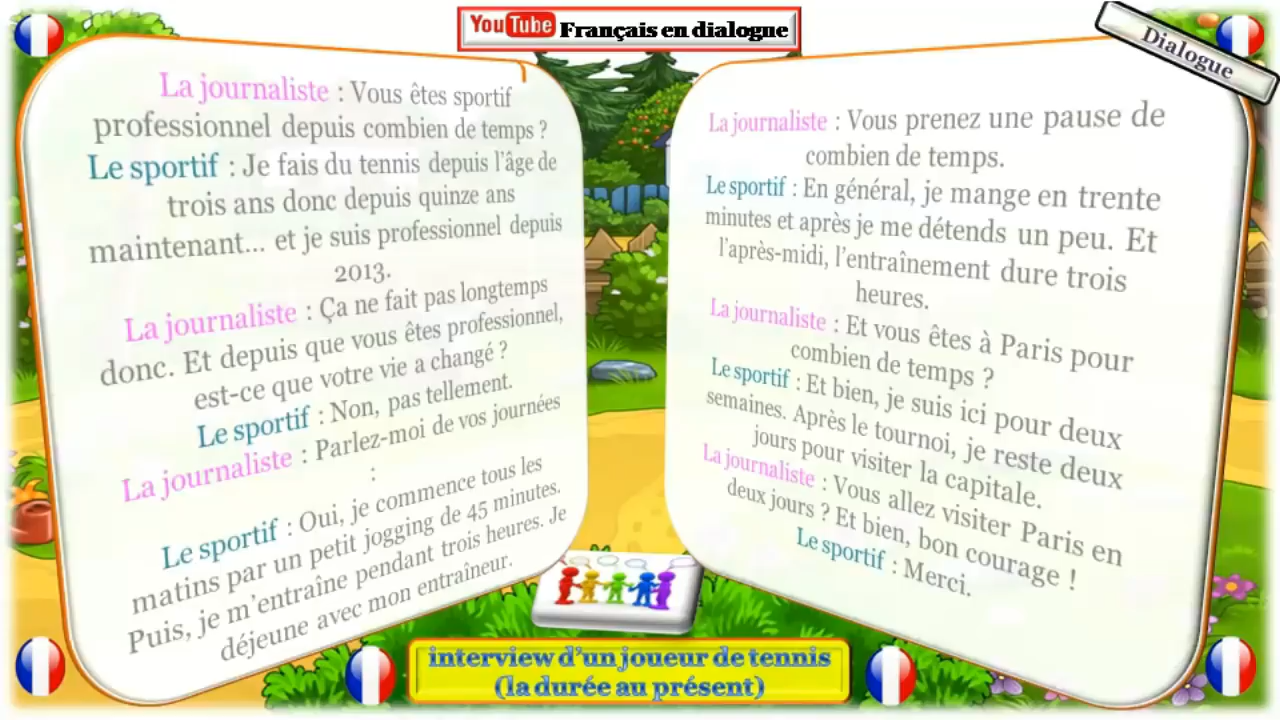 YouTube Français en dialogue
Dialogue
La journaliste : Vous êtes sportif
professionnel depuis combien de temps ?
Le sportif : Je fais du tennis depuis l'âge de
trois ans donc depuis quinze ans
maintenant... et je suis professionnel depuis
2013.
La journaliste : Ça ne fait pas longtemps
donc. Et depuis que vous êtes professionnel,
est-ce que votre vie a changé ?
Le sportif : Non, pas tellement.
La journaliste : Parlez-moi de vos journées
:
Le sportif : Oui, je commence tous les
matins par un petit jogging de 45 minutes.
Puis, je m'entraîne pendant trois heures. Je
déjeune avec mon entraîneur.
La journaliste : Vous prenez une pause de
combien de temps.
Le sportif : En général, je mange en trente
minutes et après je me détends un peu. Et
l'après-midi, l'entraînement dure trois
heures.
La journaliste : Et vous êtes à Paris pour
combien de temps ?
Le sportif : Et bien, je suis ici pour deux
semaines. Après le tournoi, je reste deux
jours pour visiter la capitale.
La journaliste : Vous allez visiter Paris en
deux jours ? Et bien, bon courage !
Le sportif : Merci.
interview d'un joueur de tennis
(la durée au présent)